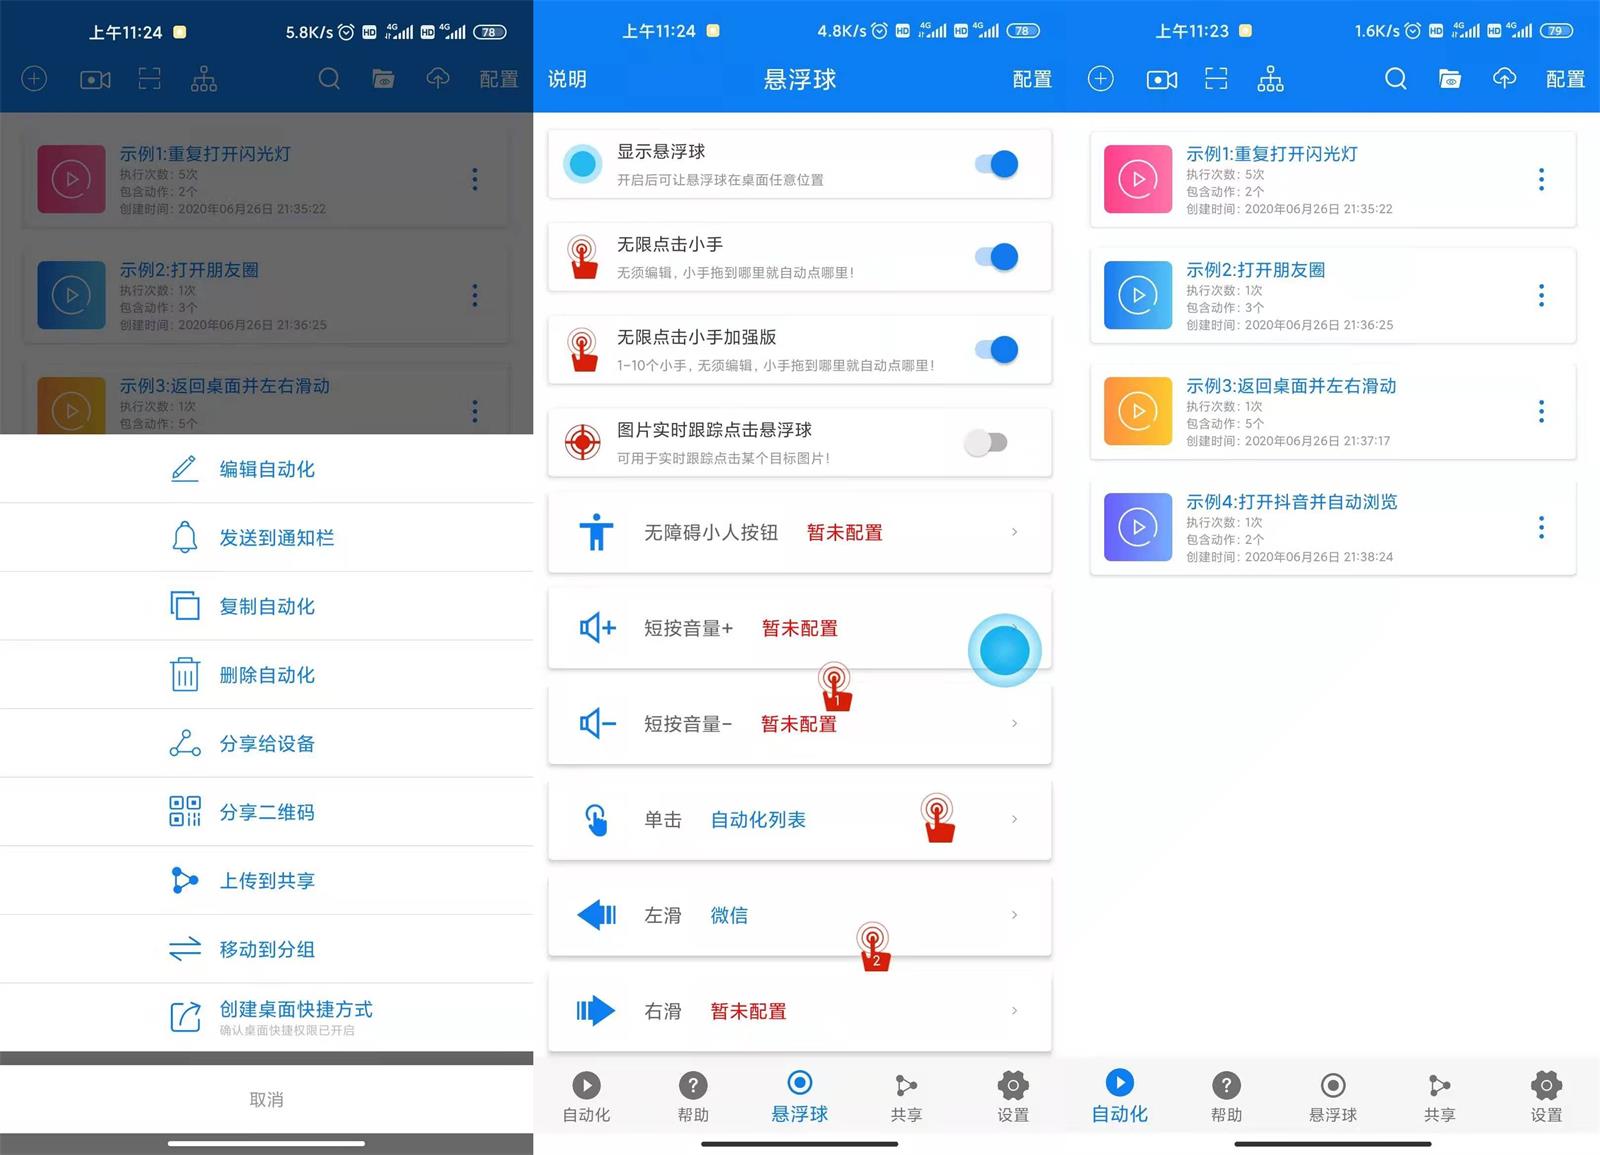 上午11:24
5.8K/s
HD
4G
HD
4G
78
配置
示例1:重复打开闪光灯
执行次数：5次
包含动作：2个
创建时间：2020年06月26日 21:35:22
示例2:打开朋友圈
执行次数：1次
包含动作：3个
创建时间：2020年06月26日 21:36:25
示例3:返回桌面并左右滑动
执行次数：1次
包含动作：5个
编辑自动化
发送到通知栏
复制自动化
删除自动化
分享给设备
分享二维码
上传到共享
移动到分组
创建桌面快捷方式
确认桌面快捷权限已开启
取消
上午11:24
4.8K/s
HD
4G
HD
4G
78
说明
悬浮球
配置
显示悬浮球
开启后可让悬浮球在桌面任意位置
无限点击小手
无须编辑，小手拖到哪里就自动点哪里！
无限点击小手加强版
1-10个小手，无须编辑，小手拖到哪里就自动点哪里！
图片实时跟踪点击悬浮球
可用于实时跟踪点击某个目标图片！
无障碍小人按钮 暂未配置
短按音量+ 暂未配置
1
短按音量- 暂未配置
单击 自动化列表
左滑 微信
2
右滑 暂未配置
自动化
帮助
悬浮球
共享
设置
上午11:23
1.6K/s
HD
4G
HD
4G
79
配置
示例1:重复打开闪光灯
执行次数：5次
包含动作：2个
创建时间：2020年06月26日 21:35:22
示例2:打开朋友圈
执行次数：1次
包含动作：3个
创建时间：2020年06月26日 21:36:25
示例3:返回桌面并左右滑动
执行次数：1次
包含动作：5个
创建时间：2020年06月26日 21:37:17
示例4:打开抖音并自动浏览
执行次数：1次
包含动作：2个
创建时间：2020年06月26日 21:38:24
自动化
帮助
悬浮球
共享
设置